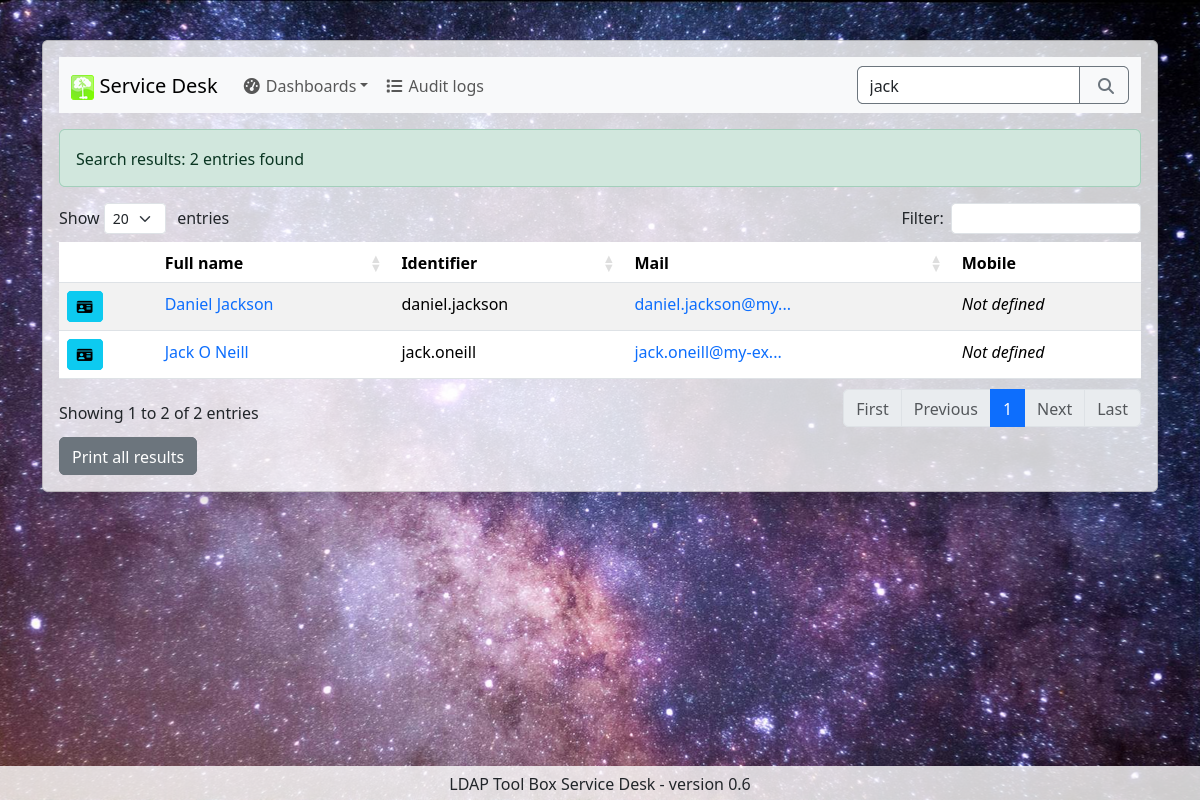 Service Desk Dashboards Audit logs jack
Search results: 2 entries found
Show 20 entries Filter:
Full name Identifier Mail Mobile
Daniel Jackson daniel.jackson daniel.jackson@my... Not defined
Jack O Neill jack.oneill jack.oneill@my-ex... Not defined
Showing 1 to 2 of 2 entries First Previous 1 Next Last
Print all results
LDAP Tool Box Service Desk - version 0.6